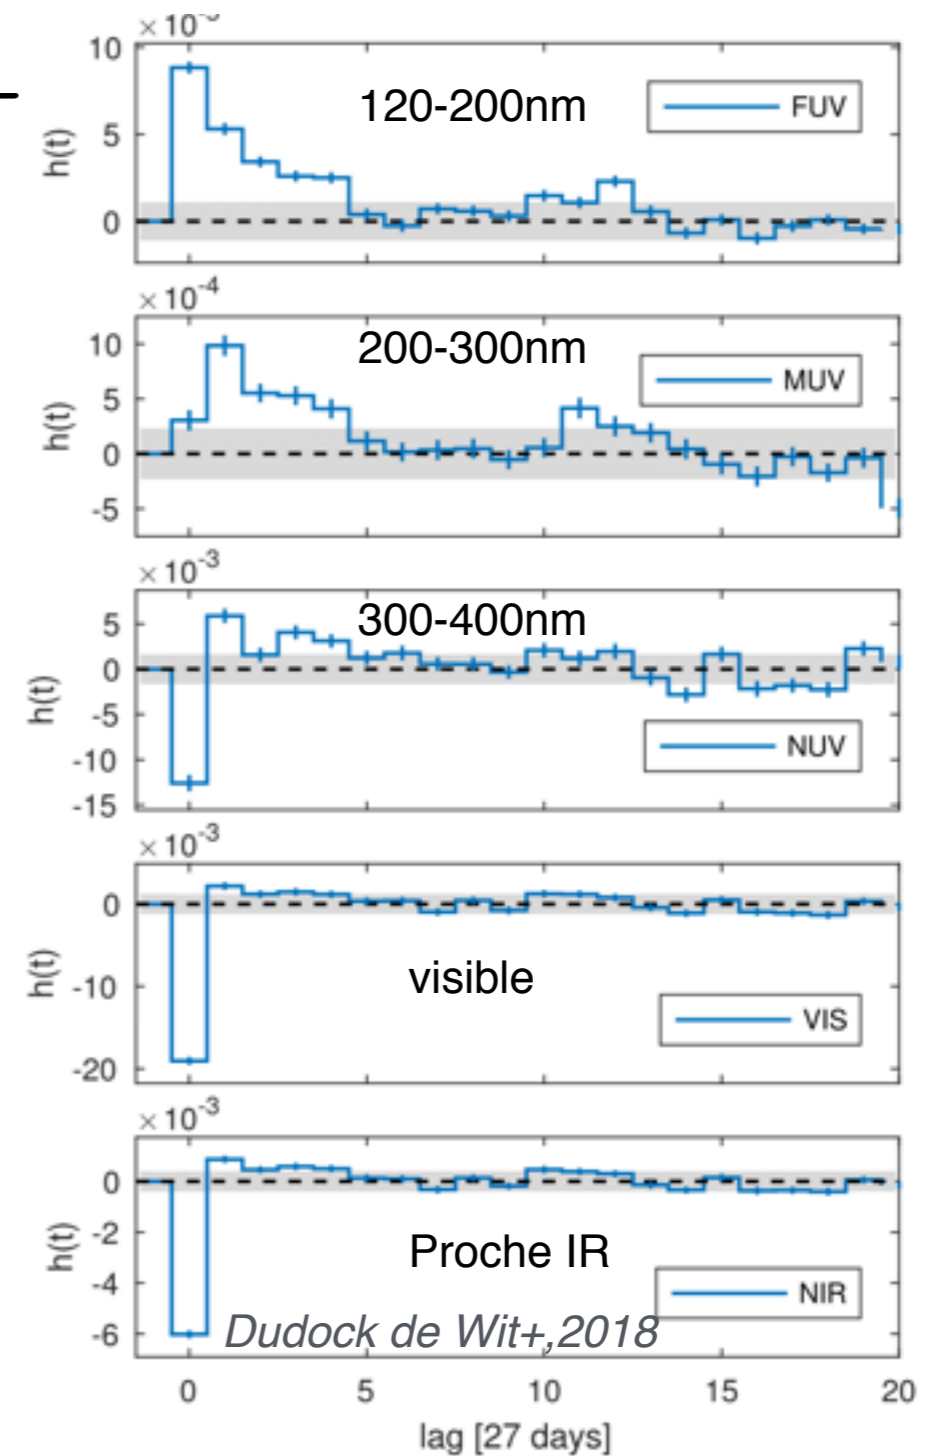 × 10
10
5
0
h(t)
120-200nm
FUV
× 10-4
10
5
0
-5
h(t)
200-300nm
MUV
× 10-3
5
0
-5
-10
-15
h(t)
300-400nm
NUV
× 10-3
0
-10
-20
h(t)
visible
VIS
× 10-3
0
-2
-4
-6
h(t)
Proche IR
NIR
Dudock de Wit+,2018
0 5 10 15 20
lag [27 days]